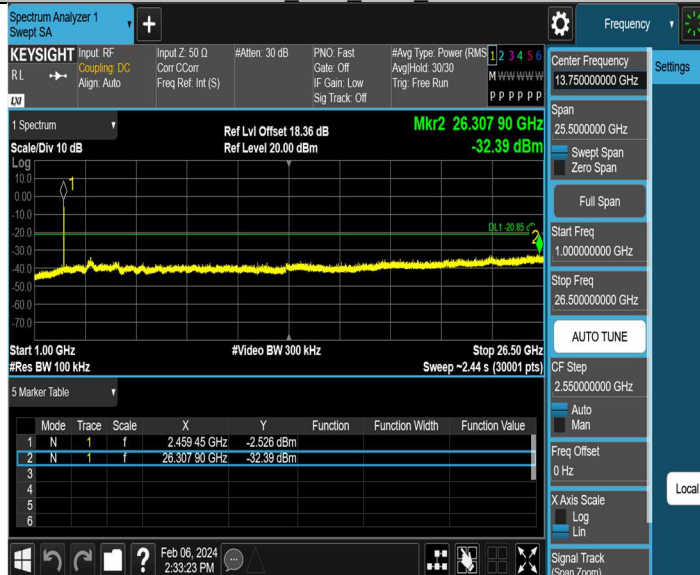 Spectrum Analyzer 1
Swept SA
Frequency
KEYSIGHT
Input: RF
Coupling: DC
Align: Auto
Input Z: 50 Ω
Corr CCorr
Freq Ref: Int (S)
#Atten: 30 dB
PNO: Fast
Gate: Off
IF Gain: Low
Sig Track: Off
#Avg Type: Power (RMS
Avg|Hold: 30/30
Trig: Free Run
1 2 3 4 5 6
M W W W W W
P P P P P P
R L
LXI
1 Spectrum
Scale/Div 10 dB
Ref Lvl Offset 18.36 dB
Ref Level 20.00 dBm
Mkr2 26.307 90 GHz
-32.39 dBm
Log
10.0
0.00
-10.0
-20.0
-30.0
-40.0
-50.0
-60.0
-70.0
1
DL1 -20.85
2
Start 1.00 GHz
#Res BW 100 kHz
#Video BW 300 kHz
Stop 26.50 GHz
Sweep ~2.44 s (30001 pts)
5 Marker Table
Mode Trace Scale X Y Function Function Width Function Value
1 N 1 f 2.459 45 GHz -2.526 dBm
2 N 1 f 26.307 90 GHz -32.39 dBm
3
4
5
6
Feb 06, 2024
2:33:23 PM
?
Center Frequency
13.750000000 GHz
Settings
Span
25.5000000 GHz
Swept Span
Zero Span
Full Span
Start Freq
1.000000000 GHz
Stop Freq
26.500000000 GHz
AUTO TUNE
CF Step
2.550000000 GHz
Auto
Man
Freq Offset
0 Hz
X Axis Scale
Log
Lin
Local
Signal Track
(Span Zoom)